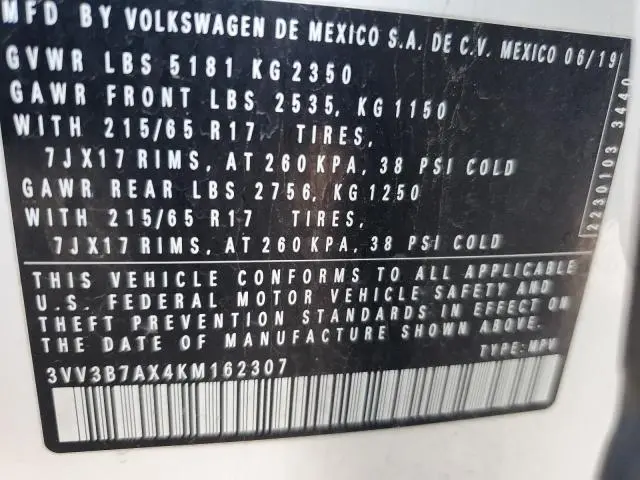 MFD BY VOLKSWAGEN DE MEXICO S.A. DE C.V. MEXICO 06/19
GVWR LBS 5181 KG 2350
GAWR FRONT LBS 2535, KG 1150
WITH 215/65 R17 TIRES,
7JX17 RIMS, AT 260 KPA, 38 PSI COLD
GAWR REAR LBS 2756, KG 1250
WITH 215/65 R17 TIRES,
7JX17 RIMS, AT 260 KPA, 38 PSI COLD
THIS VEHICLE CONFORMS TO ALL APPLICABLE
U.S. FEDERAL MOTOR VEHICLE SAFETY AND
THEFT PREVENTION STANDARDS IN EFFECT ON
THE DATE OF MANUFACTURE SHOWN ABOVE.
TYPE: MPV
3VV3B7AX4KM162307
2230103 3440